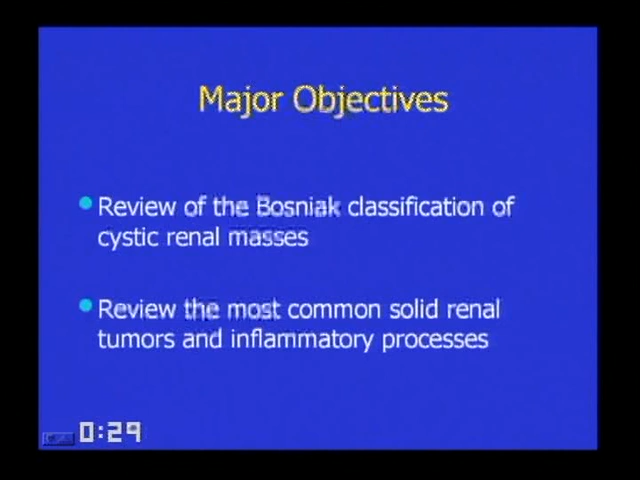 Major Objectives
Review of the Bosniak classification of
cystic renal masses
Review the most common solid renal
tumors and inflammatory processes
0:29